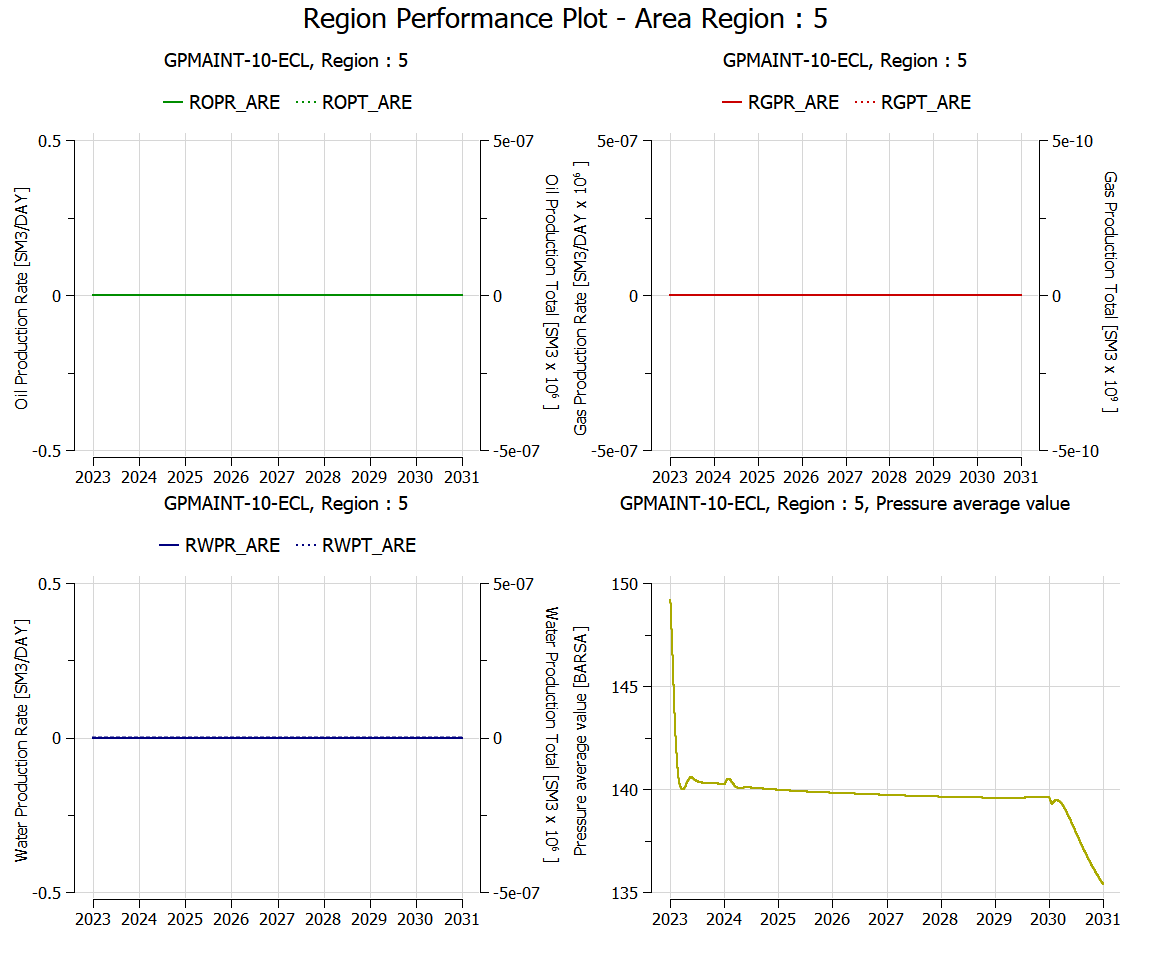 Region Performance Plot - Area Region : 5
GPMAINT-10-ECL, Region : 5
ROPR_ARE ROPT_ARE
Oil Production Rate [SM3/DAY]
0.5
0
-0.5
5e-07
0
-5e-07
Oil Production Total [SM3 x 10⁶ ]
2023 2024 2025 2026 2027 2028 2029 2030 2031
GPMAINT-10-ECL, Region : 5
RGPR_ARE RGPT_ARE
Gas Production Rate [SM3/DAY x 10⁶ ]
5e-07
0
-5e-07
5e-10
0
-5e-10
Gas Production Total [SM3 x 10⁹ ]
2023 2024 2025 2026 2027 2028 2029 2030 2031
GPMAINT-10-ECL, Region : 5
RWPR_ARE RWPT_ARE
Water Production Rate [SM3/DAY]
0.5
0
-0.5
5e-07
0
-5e-07
Water Production Total [SM3 x 10⁶ ]
2023 2024 2025 2026 2027 2028 2029 2030 2031
GPMAINT-10-ECL, Region : 5, Pressure average value
Pressure average value [BARSA]
150
145
140
135
2023 2024 2025 2026 2027 2028 2029 2030 2031